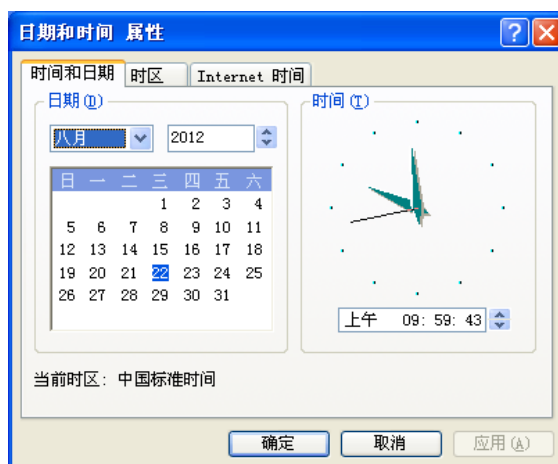 日期和时间 属性
时间和日期 时区 Internet 时间
日期(D)
八月 2012
日 一 二 三 四 五 六
1 2 3 4
5 6 7 8 9 10 11
12 13 14 15 16 17 18
19 20 21 22 23 24 25
26 27 28 29 30 31
时间(T)
上午 09:59:43
当前时区: 中国标准时间
确定 取消 应用(A)